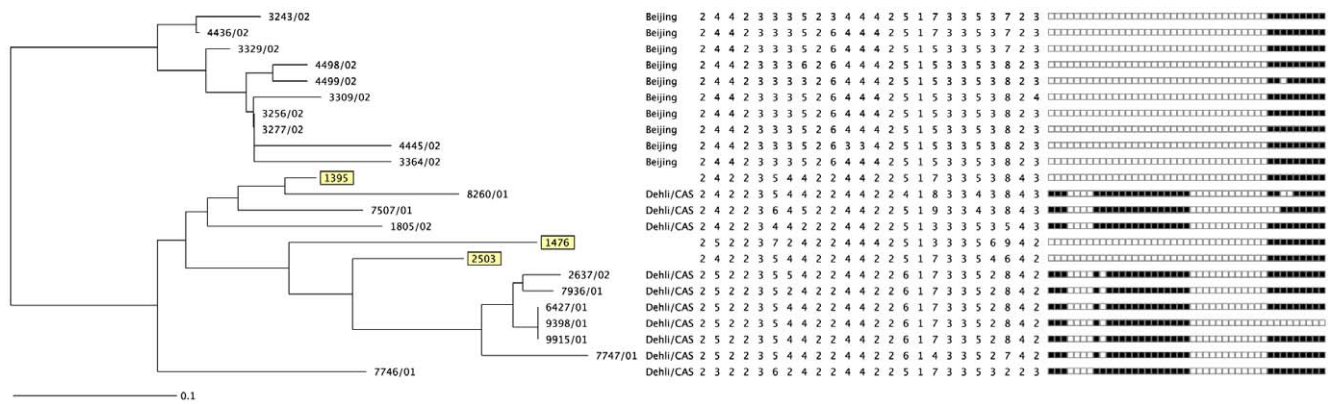 3243/02 Beijing 2 4 4 2 3 3 3 5 2 3 4 4 4 2 5 1 7 3 3 5 3 7 2 3
4436/02 Beijing 2 4 4 2 3 3 3 5 2 6 4 4 4 2 5 1 7 3 3 5 3 7 2 3
3329/02 Beijing 2 4 4 2 3 3 3 5 2 6 4 4 4 2 5 1 5 3 3 5 3 7 2 3
4498/02 Beijing 2 4 4 2 3 3 3 6 2 6 4 4 4 2 5 1 5 3 3 5 3 8 2 3
4499/02 Beijing 2 4 4 2 3 3 3 3 2 6 4 4 4 2 5 1 5 3 3 5 3 8 2 3
3309/02 Beijing 2 4 4 2 3 3 3 5 2 6 4 4 4 2 5 1 5 3 3 5 3 8 2 4
3256/02 Beijing 2 4 4 2 3 3 3 5 2 6 4 4 4 2 5 1 5 3 3 5 3 8 2 3
3277/02 Beijing 2 4 4 2 3 3 3 5 2 6 4 4 4 2 5 1 5 3 3 5 3 8 2 3
4445/02 Beijing 2 4 4 2 3 3 3 5 2 6 3 3 4 2 5 1 5 3 3 5 3 8 2 3
3364/02 Beijing 2 4 4 2 3 3 3 5 2 6 4 4 4 2 5 1 5 3 3 5 3 8 2 3
1395 2 4 2 2 3 5 4 4 2 2 4 4 2 2 5 1 7 3 3 5 3 8 4 3
8260/01 Dehli/CAS 2 4 2 2 3 5 4 4 2 2 4 4 2 2 4 1 8 3 3 4 3 8 4 3
7507/01 Dehli/CAS 2 4 2 2 3 6 4 5 2 2 4 4 2 2 5 1 9 3 3 4 3 8 4 3
1805/02 Dehli/CAS 2 4 2 2 3 5 4 4 2 2 4 4 2 2 5 1 7 3 3 5 3 5 4 3
1476 2 5 2 2 3 7 2 4 2 2 4 4 4 2 5 1 3 3 3 5 6 9 4 2
2503 2 4 2 2 3 5 4 4 2 2 4 4 2 2 5 1 7 3 3 5 4 6 4 2
2637/02 Dehli/CAS 2 5 2 2 3 5 5 4 2 2 4 4 2 2 6 1 7 3 3 5 2 8 4 2
7936/01 Dehli/CAS 2 5 2 2 3 5 2 4 2 2 4 4 2 2 6 1 7 3 3 5 2 8 4 2
6427/01 Dehli/CAS 2 5 2 2 3 5 4 4 2 2 4 4 2 2 6 1 7 3 3 5 2 8 4 2
9398/01 Dehli/CAS 2 5 2 2 3 5 4 4 2 2 4 4 2 2 6 1 7 3 3 5 2 8 4 2
9915/01 Dehli/CAS 2 5 2 2 3 5 4 4 2 2 4 4 2 2 6 1 7 3 3 5 2 8 4 2
7747/01 Dehli/CAS 2 5 2 2 3 5 4 4 2 2 4 4 2 2 6 1 4 3 3 5 2 7 4 2
7746/01 Dehli/CAS 2 3 2 2 3 6 2 4 2 2 4 4 2 2 5 1 7 3 3 5 3 2 2 3
0.1